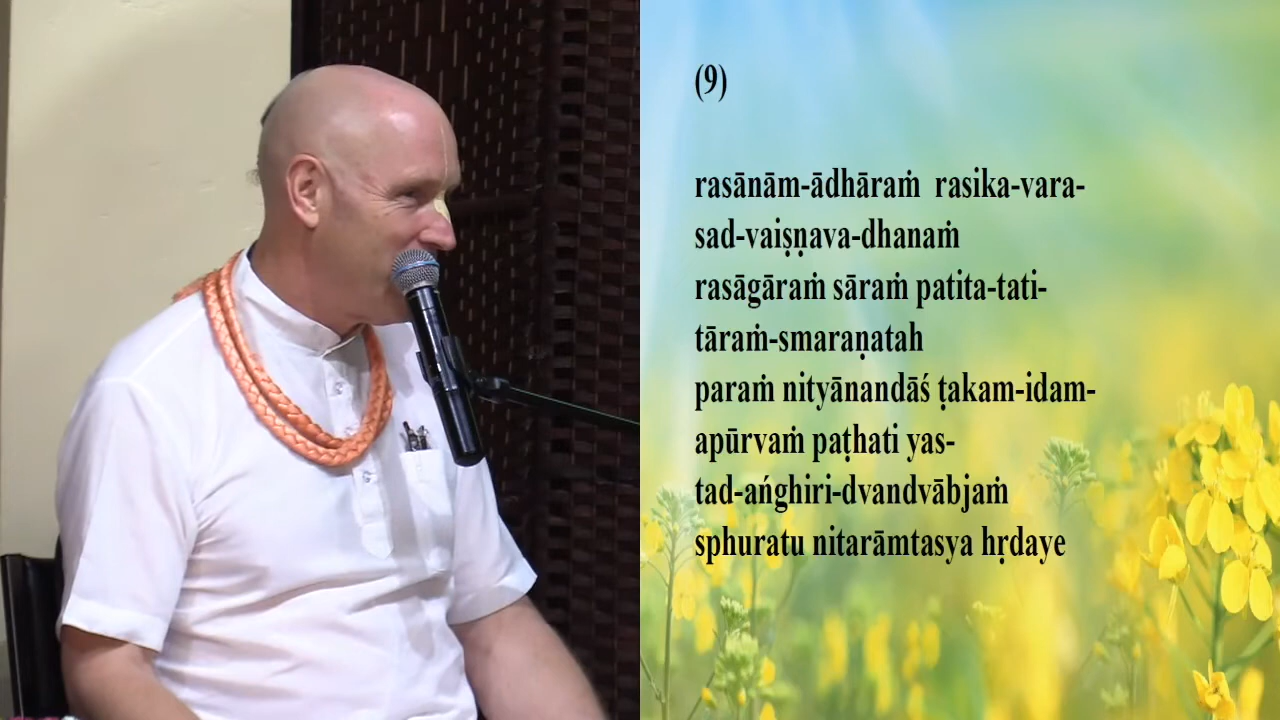 (9)
rasānām-ādhāraṁ rasika-vara-
sad-vaiṣṇava-dhanaṁ
rasāgāraṁ sāraṁ patita-tati-
tāraṁ-smaraṇatah
paraṁ nityānandāś ṭakam-idam-
apūrvaṁ paṭhati yas-
tad-ańghiri-dvandvābjaṁ
sphuratu nitarāmtasya hṛdaye